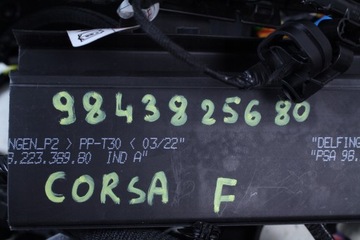 9843825680
NGEN_P2 > PP-T30 < 03/22" "DELFING
9.223.389.80 IND A" "PSA 98.
CORSA F